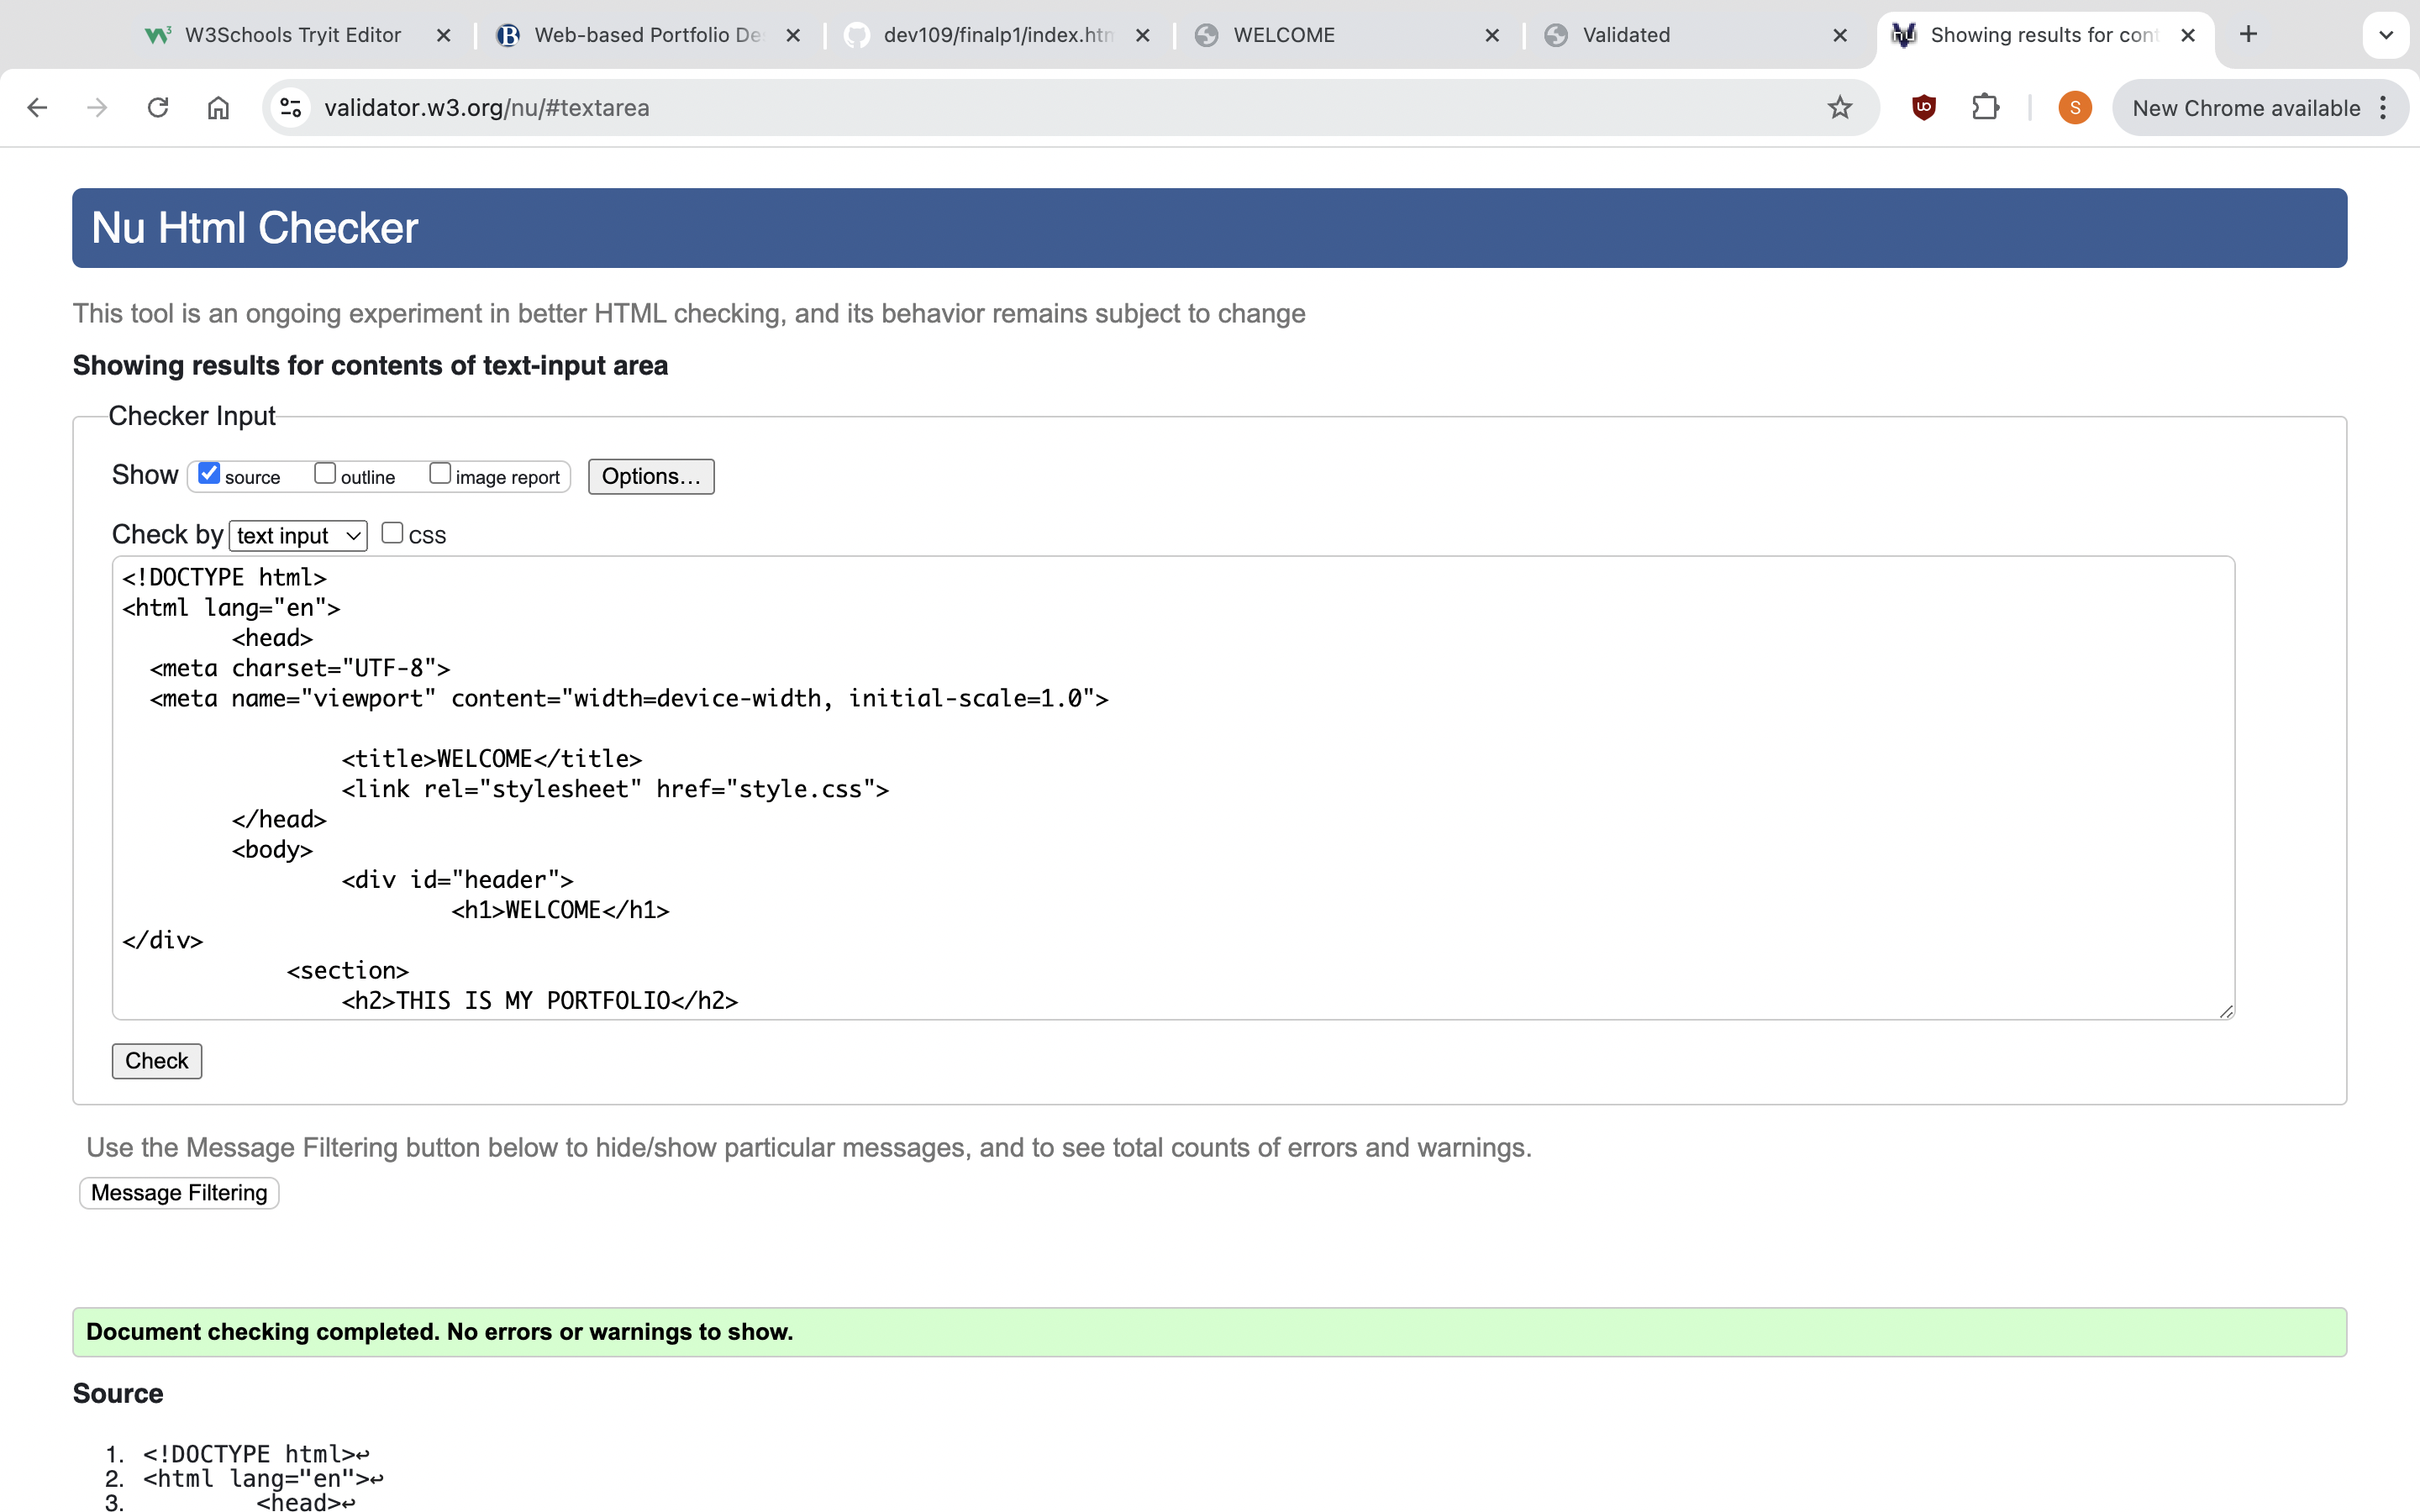 W3Schools Tryit Editor
Web-based Portfolio De
dev109/finalp1/index.htm
WELCOME
Validated
Showing results for cont
validator.w3.org/nu/#textarea
S
New Chrome available
Nu Html Checker
This tool is an ongoing experiment in better HTML checking, and its behavior remains subject to change
Showing results for contents of text-input area
Checker Input
Show source outline image report Options…
Check by text input CSS
<!DOCTYPE html>
<html lang="en">
<head>
<meta charset="UTF-8">
<meta name="viewport" content="width=device-width, initial-scale=1.0">
<title>WELCOME</title>
<link rel="stylesheet" href="style.css">
</head>
<body>
<div id="header">
<h1>WELCOME</h1>
</div>
<section>
<h2>THIS IS MY PORTFOLIO</h2>
Check
Use the Message Filtering button below to hide/show particular messages, and to see total counts of errors and warnings.
Message Filtering
Document checking completed. No errors or warnings to show.
Source
1. <!DOCTYPE html>↩
2. <html lang="en">↩
3. <head>↩